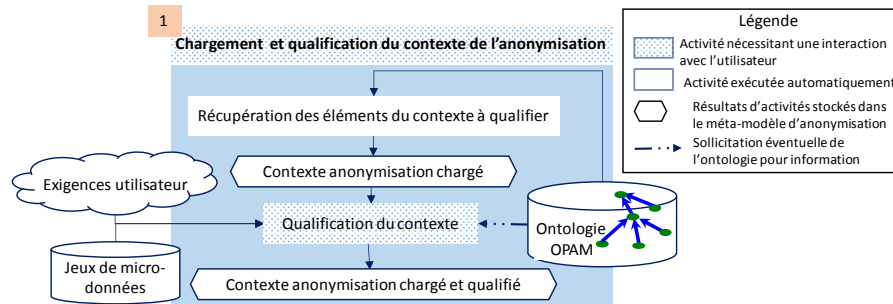 1
Chargement et qualification du contexte de l'anonymisation
Récupération des éléments du contexte à qualifier
Contexte anonymisation chargé
Exigences utilisateur
Qualification du contexte
Jeux de micro-
données
Ontologie
OPAM
Contexte anonymisation chargé et qualifié
Légende
Activité nécessitant une interaction
avec l'utilisateur
Activité exécutée automatiquement
Résultats d'activités stockés dans
le méta-modèle d'anonymisation
Sollicitation éventuelle de
l'ontologie pour information